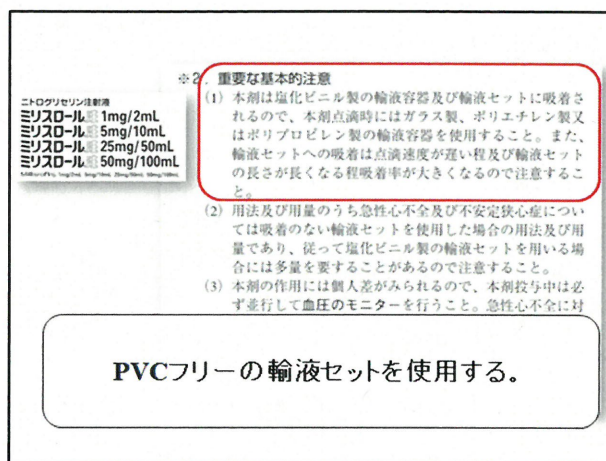 ニトログリセリン注射液
ミリスロール注 1mg/2mL
ミリスロール注 5mg/10mL
ミリスロール注 25mg/50mL
ミリスロール注 50mg/100mL
※2. 重要な基本的注意
(1) 本剤は塩化ビニル製の輸液容器及び輸液セットに吸着さ
れるので、本剤点滴時にはガラス製、ポリエチレン製又
はポリプロピレン製の輸液容器を使用すること。また、
輸液セットへの吸着は点滴速度が遅い程及び輸液セット
の長さが長くなる程吸着率が大きくなるので注意するこ
と。
(2) 用法及び用量のうち急性心不全及び不安定狭心症につい
ては吸着のない輸液セットを使用した場合の用法及び用
量であり、従って塩化ビニル製の輸液セットを用いる場
合には多量を要することがあるので注意すること。
(3) 本剤の作用には個人差がみられるので、本剤投与中は必
ず並行して血圧のモニターを行うこと。急性心不全に対
PVCフリーの輸液セットを使用する。